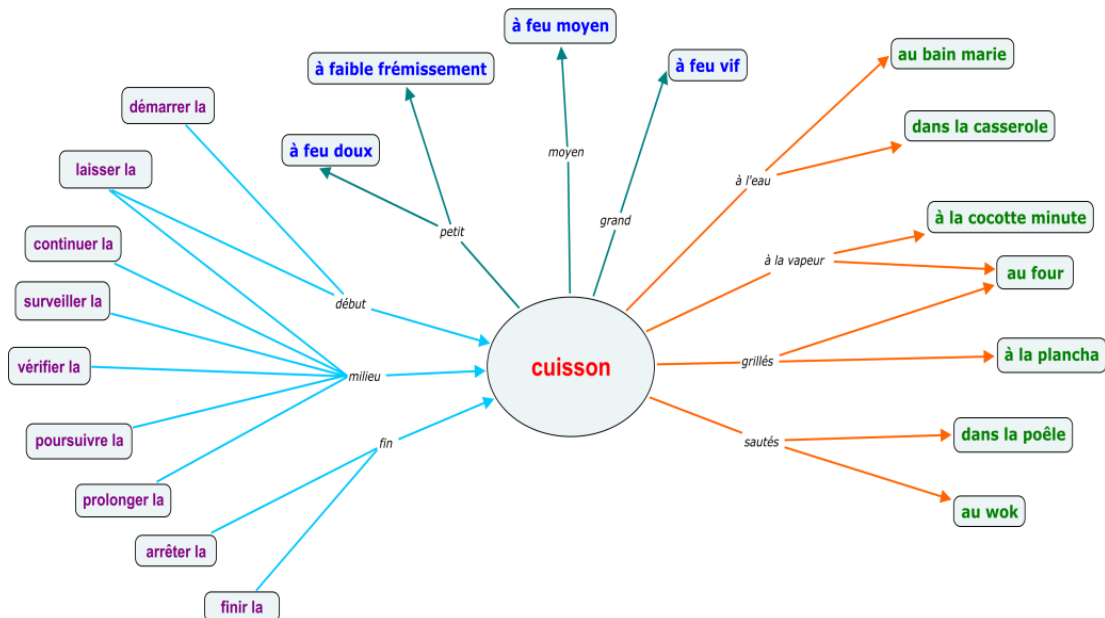 à feu moyen
à feu vif
au bain marie
à faible frémissement
démarrer la
dans la casserole
à feu doux
moyen
laisser la
à l'eau
à la cocotte minute
grand
petit
continuer la
à la vapeur
au four
surveiller la
début
à la plancha
grillés
cuisson
vérifier la
milieu
poursuivre la
fin
sautés
dans la poêle
prolonger la
au wok
arrêter la
finir la